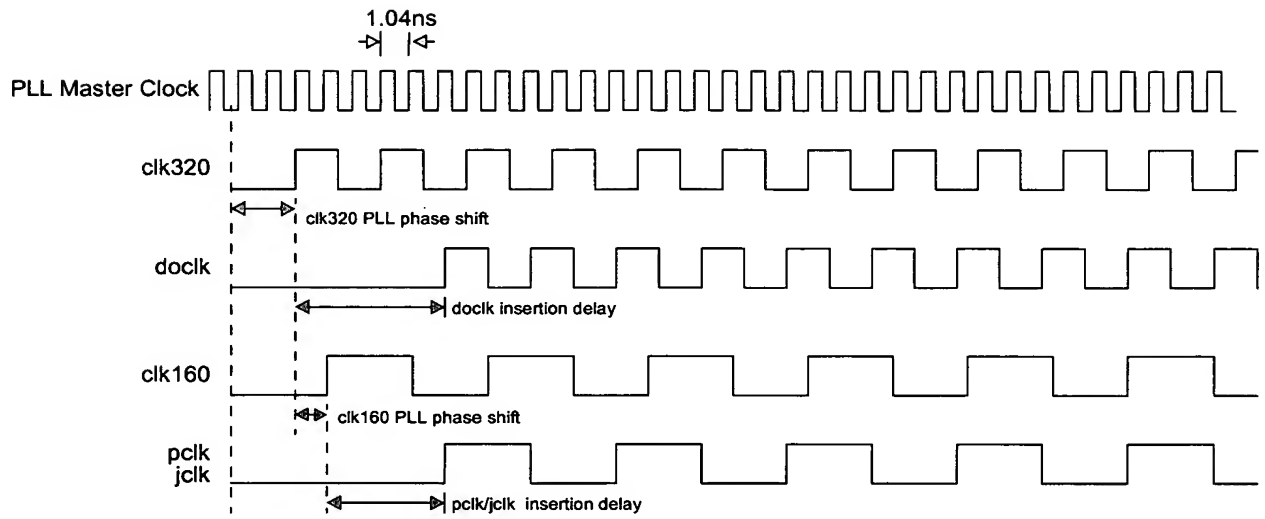 1.04ns
PLL Master Clock
clk320
clk320 PLL phase shift
doclk
doclk insertion delay
clk160
clk160 PLL phase shift
pclk
jclk
pclk/jclk insertion delay